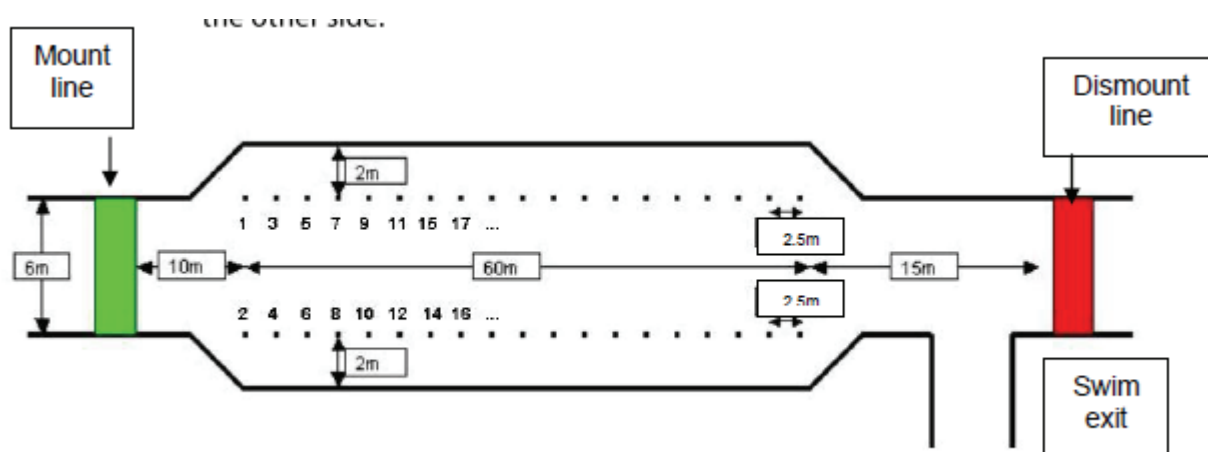 the other side.
Mount
line
Dismount
line
2m
1 3 5 7 9 11 15 17 ...
2.5m
6m
10m
60m
15m
2.5m
2 4 6 8 10 12 14 16 ...
2m
Swim
exit